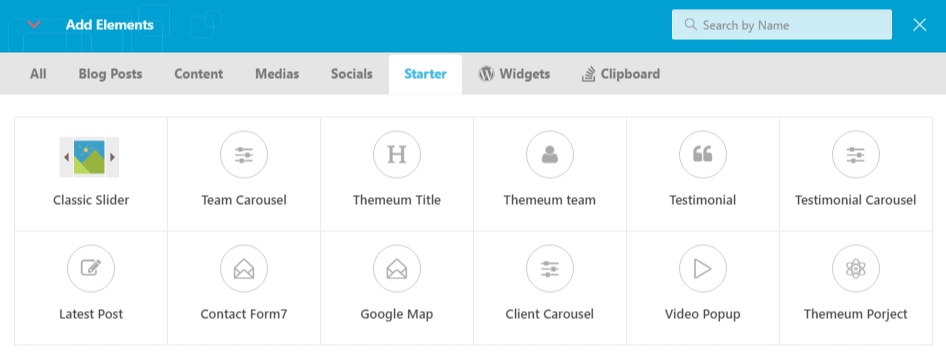 Add Elements
Search by Name
All Blog Posts Content Medias Socials Starter Widgets Clipboard
Classic Slider Team Carousel Themeum Title Themeum team Testimonial Testimonial Carousel
Latest Post Contact Form7 Google Map Client Carousel Video Popup Themeum Porject